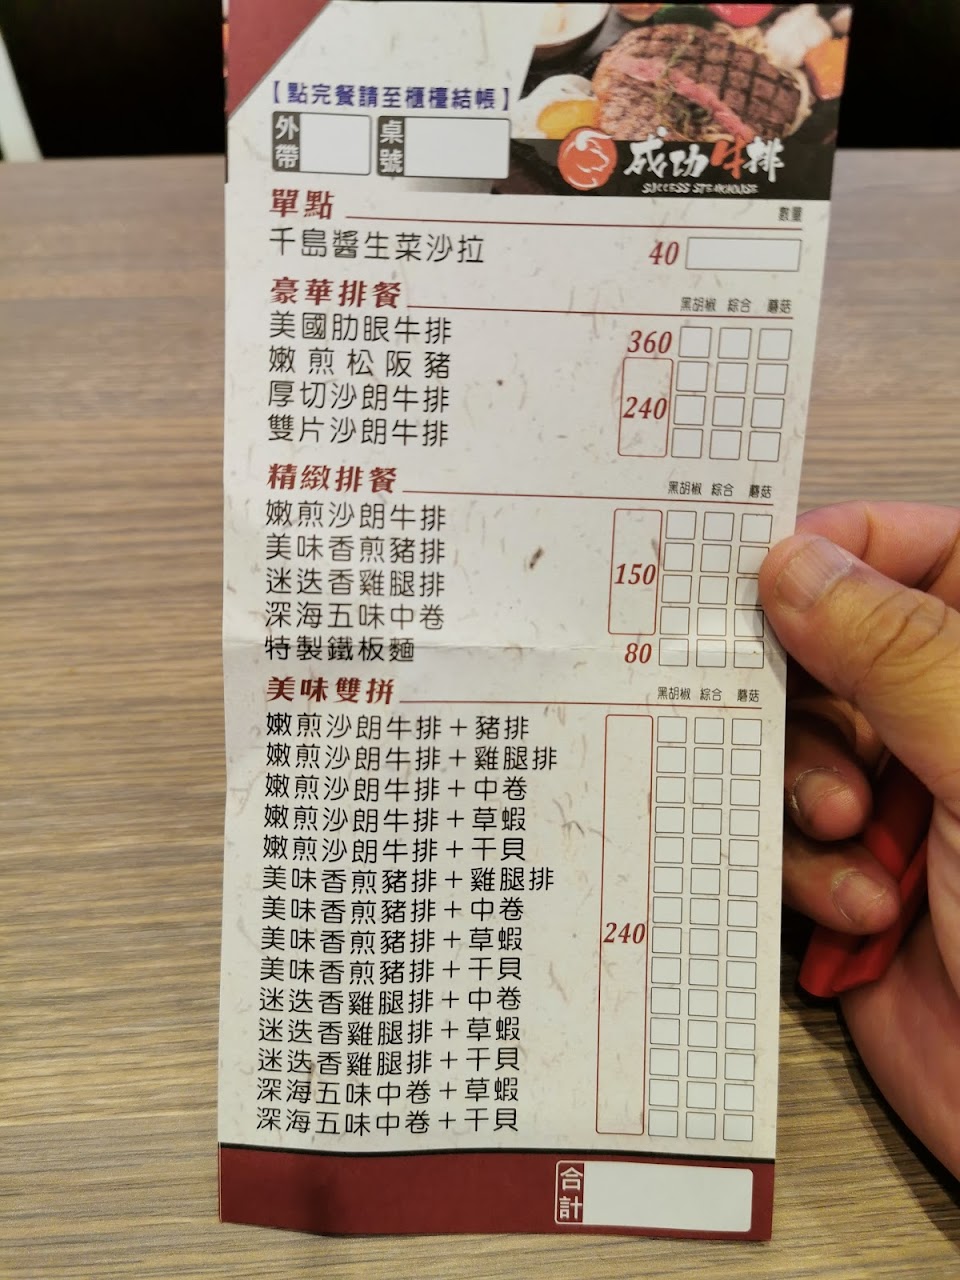 【點完餐請至櫃檯結帳】
外帶
桌號
成功牛排
SUCCESS STEAKHOUSE
單點 數量
千島醬生菜沙拉 40
豪華排餐 黑胡椒 綜合 蘑菇
美國肋眼牛排 360
嫩煎松阪豬
厚切沙朗牛排 240
雙片沙朗牛排
精緻排餐 黑胡椒 綜合 蘑菇
嫩煎沙朗牛排
美味香煎豬排
迷迭香雞腿排 150
深海五味中卷
特製鐵板麵 80
美味雙拼 黑胡椒 綜合 蘑菇
嫩煎沙朗牛排＋豬排
嫩煎沙朗牛排＋雞腿排
嫩煎沙朗牛排＋中卷
嫩煎沙朗牛排＋草蝦
嫩煎沙朗牛排＋干貝
美味香煎豬排＋雞腿排
美味香煎豬排＋中卷
美味香煎豬排＋草蝦 240
美味香煎豬排＋干貝
迷迭香雞腿排＋中卷
迷迭香雞腿排＋草蝦
迷迭香雞腿排＋干貝
深海五味中卷＋草蝦
深海五味中卷＋干貝
合計